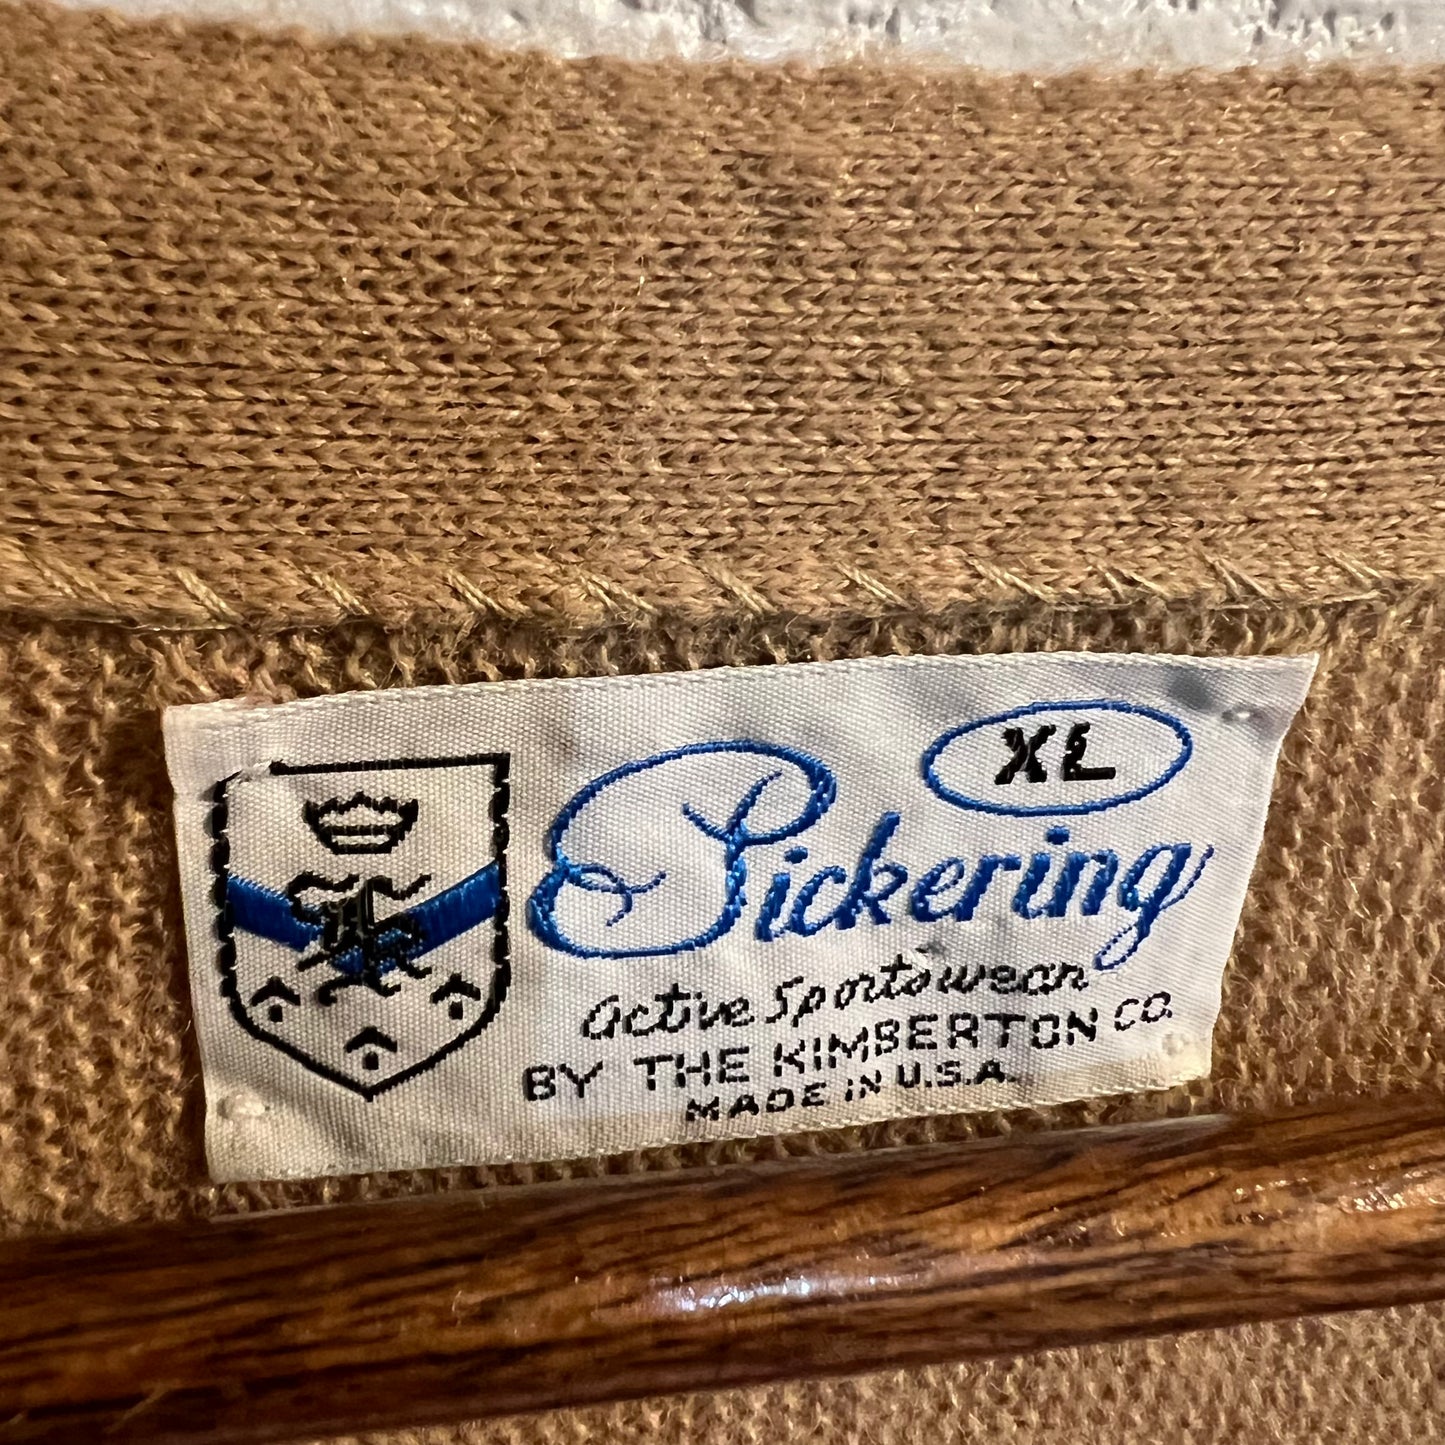 XL
Pickering
Active Sportswear
BY THE KIMBERTON CO.
MADE IN U.S.A.